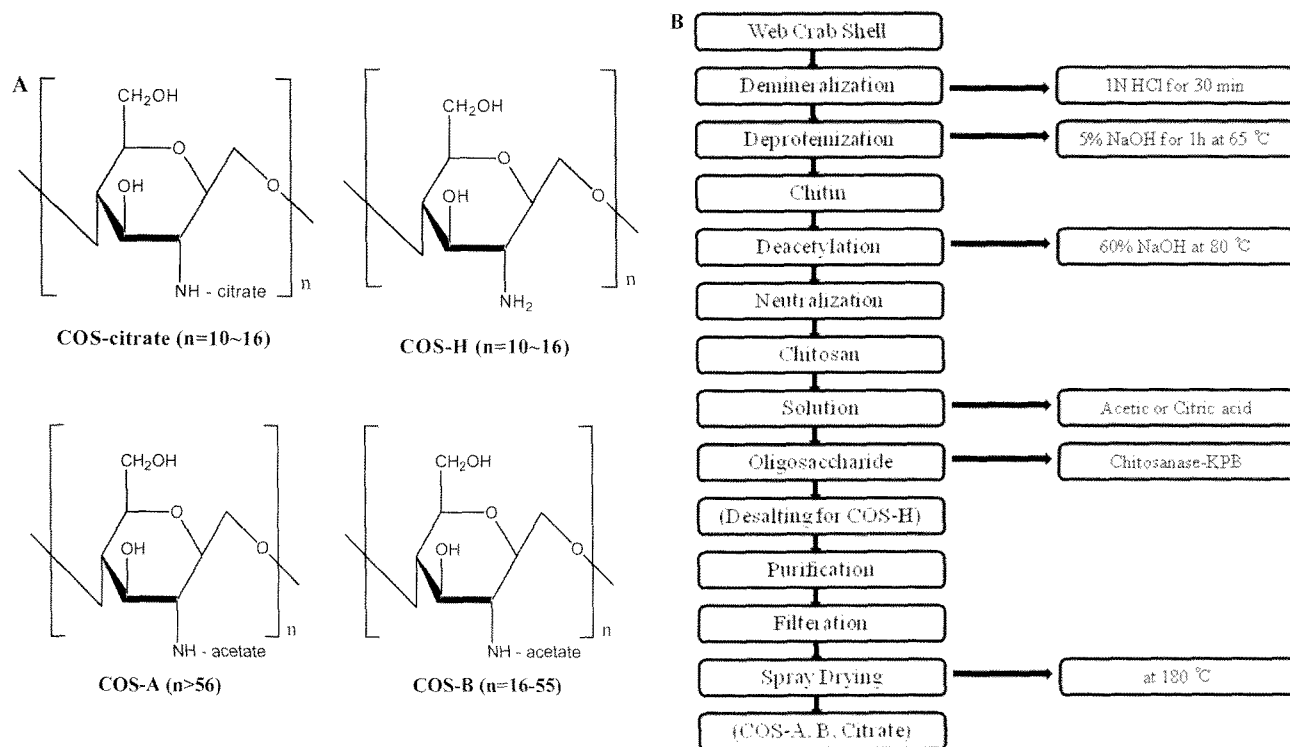 A
CH₂OH
O
OH
O
n
NH - citrate
COS-citrate (n=10~16)
CH₂OH
O
OH
O
n
NH₂
COS-H (n=10~16)
CH₂OH
O
OH
O
n
NH - acetate
COS-A (n>56)
CH₂OH
O
OH
O
n
NH - acetate
COS-B (n=16-55)
B
Web Crab Shell
Demineralization
1N HCl for 30 min
Deproteinization
5% NaOH for 1h at 65 ℃
Chitin
Deacetylation
60% NaOH at 80 ℃
Neutralization
Chitosan
Solution
Acetic or Citric acid
Oligosaccharide
Chitosanase-KPB
(Desalting for COS-H)
Purification
Filteration
Spray Drying
at 180 ℃
(COS-A, B, Citrate)